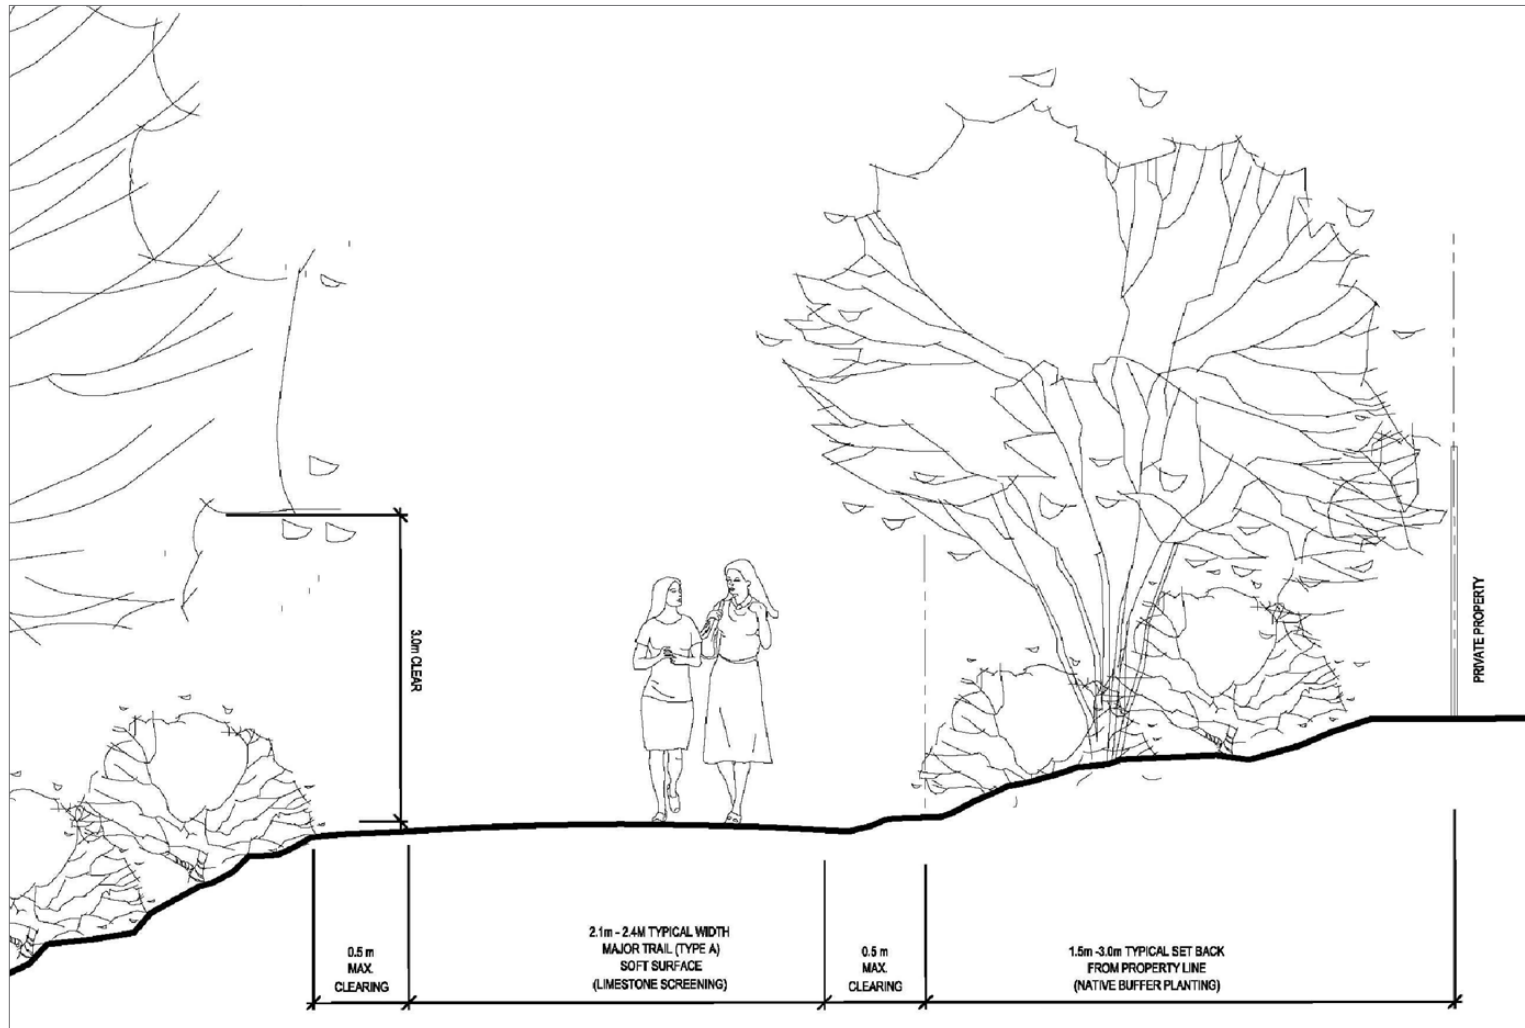 3.0m CLEAR
PRIVATE PROPERTY
0.5 m
MAX.
CLEARING
2.1m - 2.4M TYPICAL WIDTH
MAJOR TRAIL (TYPE A)
SOFT SURFACE
(LIMESTONE SCREENING)
0.5 m
MAX.
CLEARING
1.5m -3.0m TYPICAL SET BACK
FROM PROPERTY LINE
(NATIVE BUFFER PLANTING)